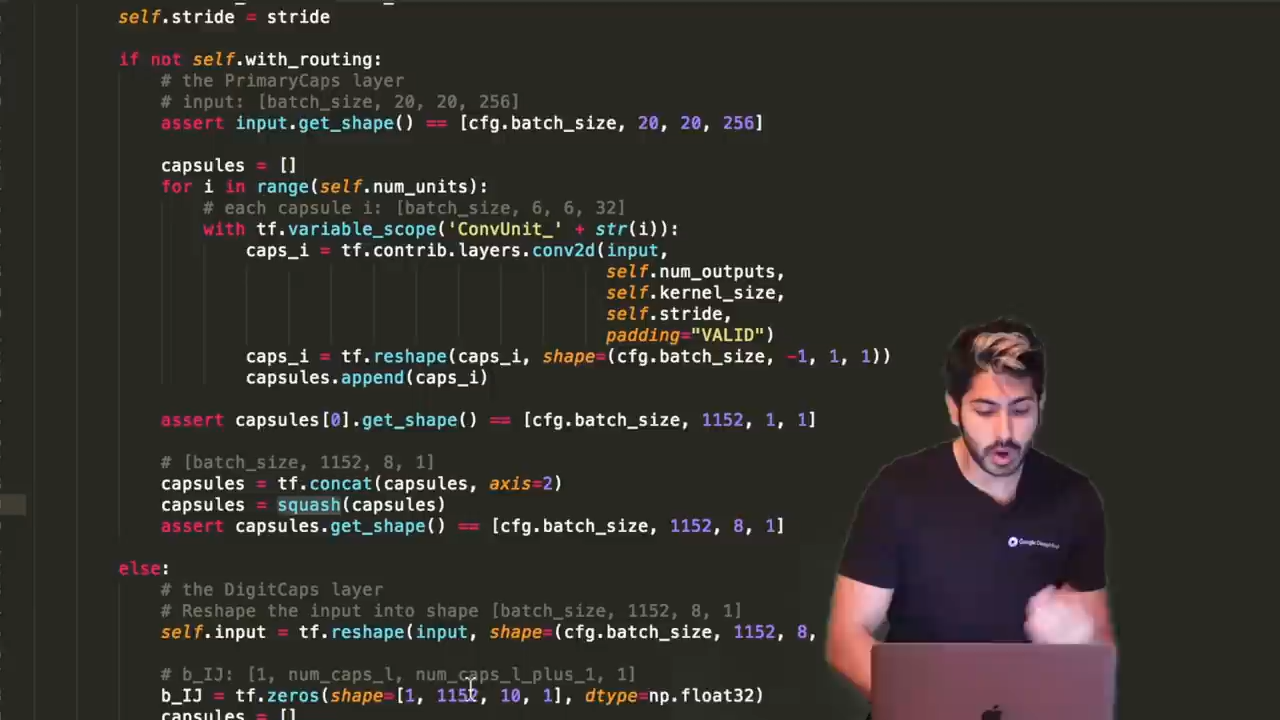 self.stride = stride
if not self.with_routing:
# the PrimaryCaps layer
# input: [batch_size, 20, 20, 256]
assert input.get_shape() == [cfg.batch_size, 20, 20, 256]
capsules = []
for i in range(self.num_units):
# each capsule i: [batch_size, 6, 6, 32]
with tf.variable_scope('ConvUnit_' + str(i)):
caps_i = tf.contrib.layers.conv2d(input,
self.num_outputs,
self.kernel_size,
self.stride,
padding="VALID")
caps_i = tf.reshape(caps_i, shape=(cfg.batch_size, -1, 1, 1))
capsules.append(caps_i)
assert capsules[0].get_shape() == [cfg.batch_size, 1152, 1, 1]
# [batch_size, 1152, 8, 1]
capsules = tf.concat(capsules, axis=2)
capsules = squash(capsules)
assert capsules.get_shape() == [cfg.batch_size, 1152, 8, 1]
else:
# the DigitCaps layer
# Reshape the input into shape [batch_size, 1152, 8, 1]
self.input = tf.reshape(input, shape=(cfg.batch_size, 1152, 8,
# b_IJ: [1, num_caps_l, num_caps_l_plus_1, 1]
b_IJ = tf.zeros(shape=[1, 1152, 10, 1], dtype=np.float32)
capsules = []
Google